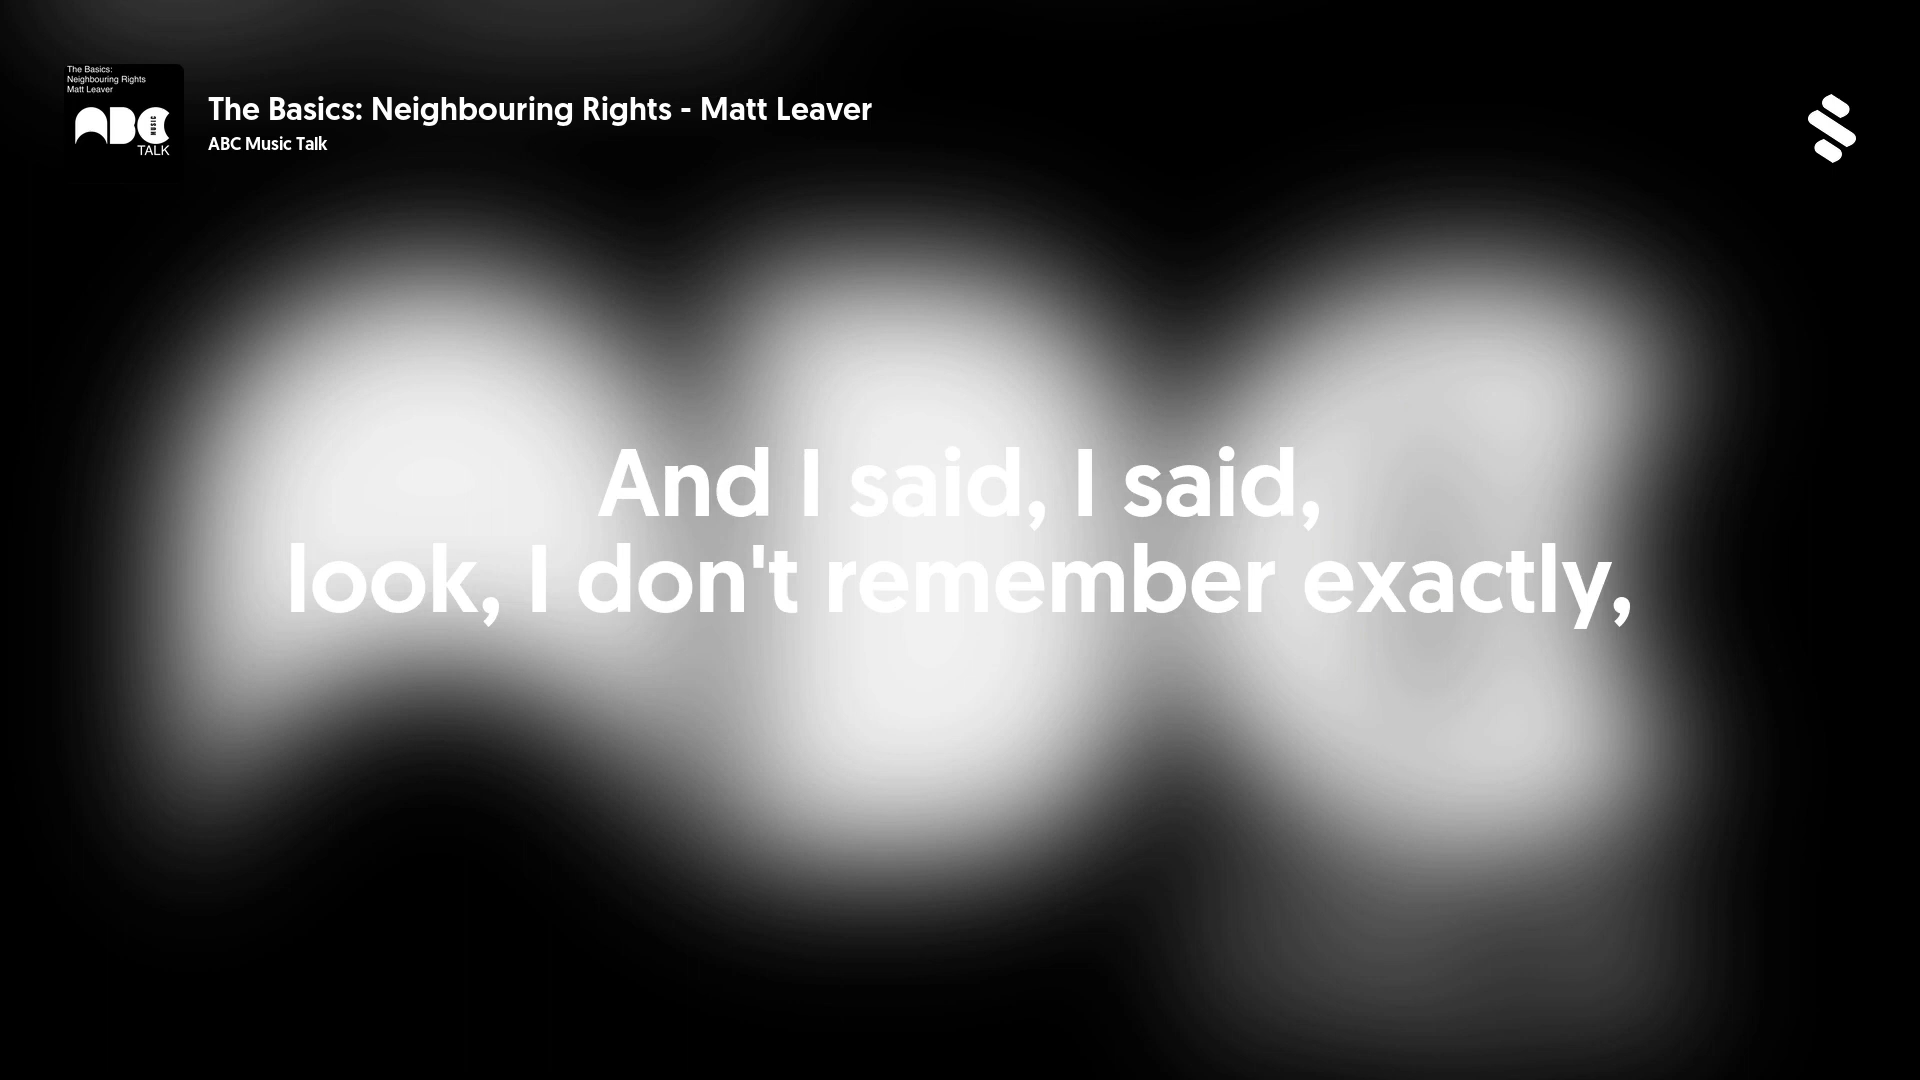 The Basics:
Neighbouring Rights
Matt Leaver
ABC
MUSIC
TALK
The Basics: Neighbouring Rights - Matt Leaver
ABC Music Talk
And I said, I said,
look, I don't remember exactly,